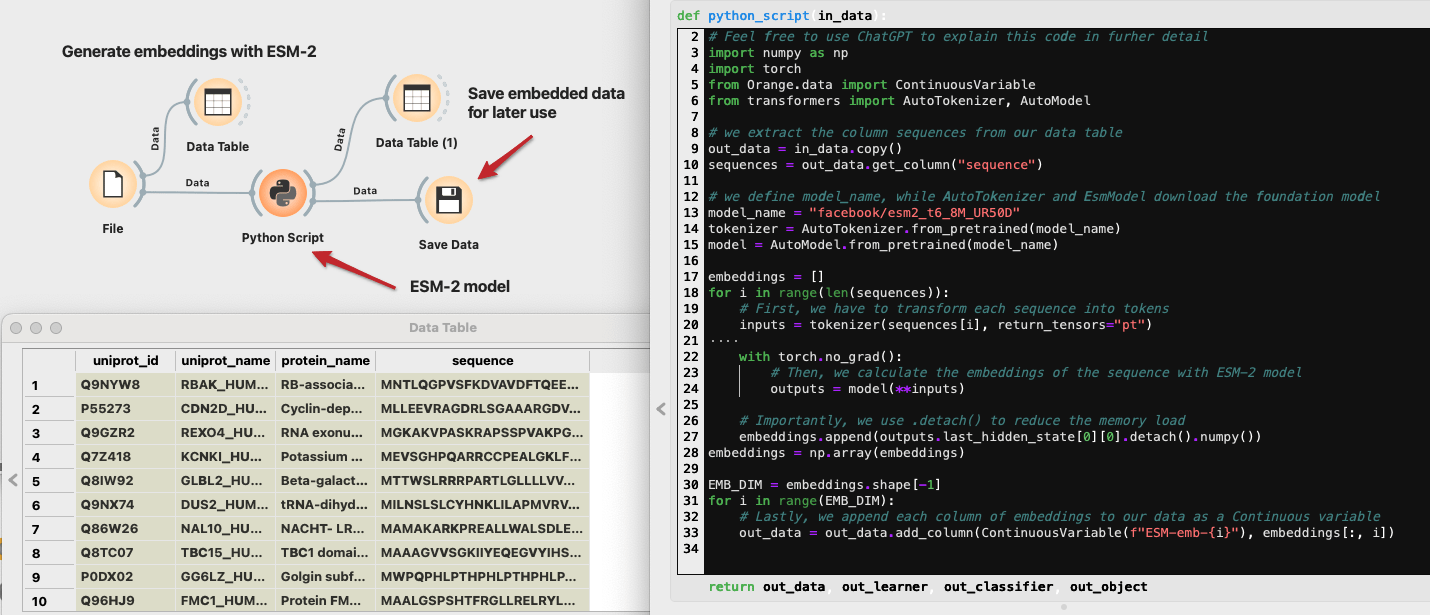 Generate embeddings with ESM-2
Data Table
Data
File
Data
Python Script
Data
Data Table (1)
Data
Save Data
Save embedded data
for later use
ESM-2 model
Data Table
uniprot_id uniprot_name protein_name sequence
1 Q9NYW8 RBAK_HUM... RB-associa... MNTLQGPVSFKDVAVDFTQEE...
2 P55273 CDN2D_HU... Cyclin-dep... MLLEEVRAGDRLSGAAARGDV...
3 Q9GZR2 REXO4_HU... RNA exonu... MGKAKVPASKRAPSSPVAKPG...
4 Q7Z418 KCNKI_HU... Potassium ... MEVSGHPQARRCCPEALGKLF...
5 Q8IW92 GLBL2_HU... Beta-galact... MTTWSLRRRPARTLGLLLLVV...
6 Q9NX74 DUS2_HUM... tRNA-dihyd... MILNSLSLCYHNKLILAPMVRV...
7 Q86W26 NAL10_HU... NACHT- LR... MAMAKARKPREALLWALSDLE...
8 Q8TC07 TBC15_HU... TBC1 domai... MAAAGVVSGKIIYEQEGVYIHS...
9 P0DX02 GG6LZ_HU... Golgin subf... MWPQPHLPTHPHLPTHPHLP...
10 Q96HJ9 FMC1_HUM... Protein FM... MAALGSPSHTFRGLLRELRYL...
def python_script(in_data):
2 # Feel free to use ChatGPT to explain this code in furher detail
3 import numpy as np
4 import torch
5 from Orange.data import ContinuousVariable
6 from transformers import AutoTokenizer, AutoModel
7
8 # we extract the column sequences from our data table
9 out_data = in_data.copy()
10 sequences = out_data.get_column("sequence")
11
12 # we define model_name, while AutoTokenizer and EsmModel download the foundation model
13 model_name = "facebook/esm2_t6_8M_UR50D"
14 tokenizer = AutoTokenizer.from_pretrained(model_name)
15 model = AutoModel.from_pretrained(model_name)
16
17 embeddings = []
18 for i in range(len(sequences)):
19 # First, we have to transform each sequence into tokens
20 inputs = tokenizer(sequences[i], return_tensors="pt")
21 ····
22 with torch.no_grad():
23 # Then, we calculate the embeddings of the sequence with ESM-2 model
24 outputs = model(**inputs)
25
26 # Importantly, we use .detach() to reduce the memory load
27 embeddings.append(outputs.last_hidden_state[0][0].detach().numpy())
28 embeddings = np.array(embeddings)
29
30 EMB_DIM = embeddings.shape[-1]
31 for i in range(EMB_DIM):
32 # Lastly, we append each column of embeddings to our data as a Continuous variable
33 out_data = out_data.add_column(ContinuousVariable(f"ESM-emb-{i}"), embeddings[:, i])
34
return out_data, out_learner, out_classifier, out_object